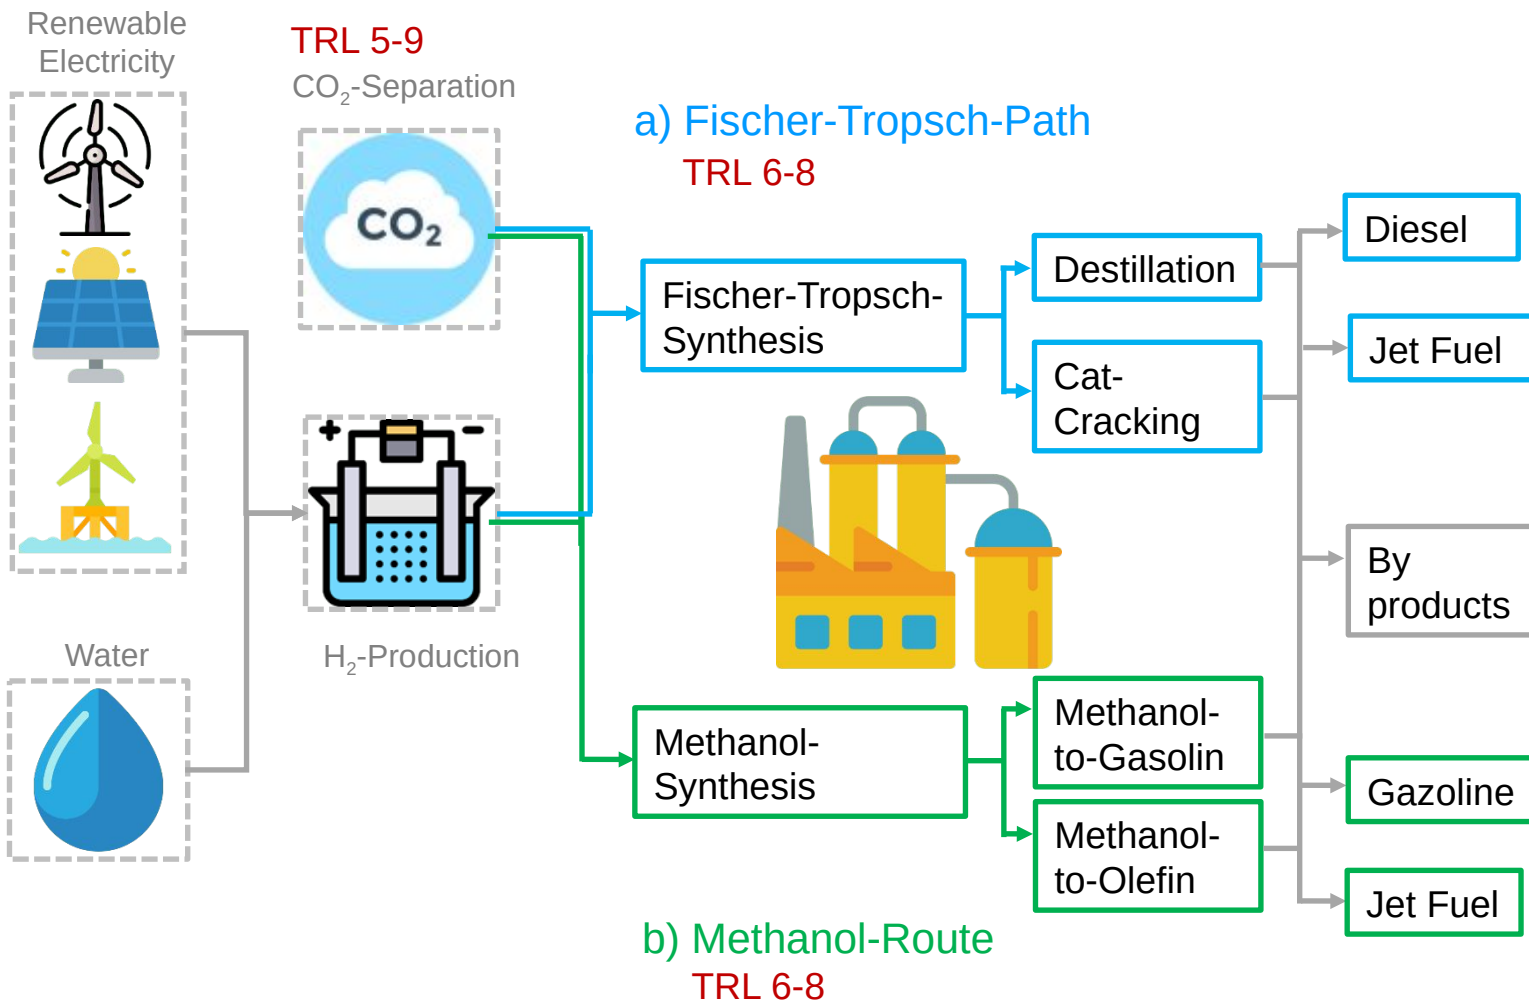 Renewable
Electricity
TRL 5-9
CO₂-Separation
CO₂
a) Fischer-Tropsch-Path
TRL 6-8
Fischer-Tropsch-
Synthesis
Destillation
Cat-
Cracking
Diesel
Jet Fuel
By
products
+ -
H₂-Production
Water
Methanol-
Synthesis
Methanol-
to-Gasolin
Methanol-
to-Olefin
Gazoline
Jet Fuel
b) Methanol-Route
TRL 6-8